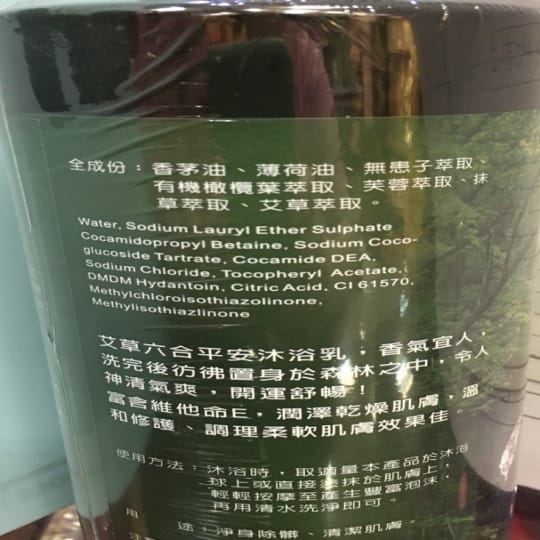 全成份：香茅油、薄荷油、無患子萃取、
有機橄欖葉萃取、芙蓉萃取、抹
草萃取、艾草萃取。
Water, Sodium Lauryl Ether Sulphate
Cocamidopropyl Betaine, Sodium Coco-
glucoside Tartrate, Cocamide DEA,
Sodium Chloride, Tocopheryl Acetate,
DMDM Hydantoin, Citric Acid, CI 61570,
Methylchloroisothiazolinone,
Methylisothiazlinone
艾草六合平安沐浴乳，香氣宜人，
洗完後彷彿置身於森林之中，令人
神清氣爽，開運舒暢！
富含維他命E，潤澤乾燥肌膚，溫
和修護、調理柔軟肌膚效果佳。
使用方法：沐浴時，取適量本產品於沐浴
球上或直接塗抹於肌膚上，
輕輕按摩至產生豐富泡沫，
再用清水洗淨即可。
用　　途：淨身除髒、清潔肌膚。